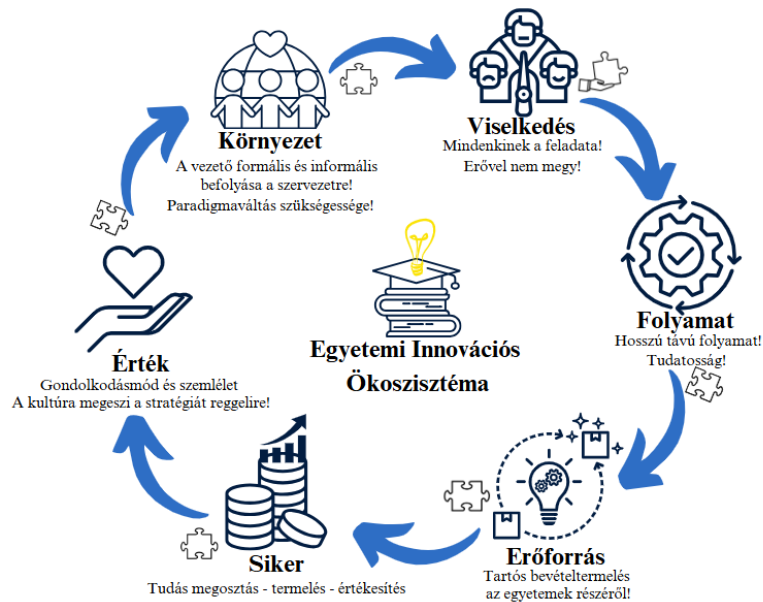 Környezet
A vezető formális és informális
befolyása a szervezetre!
Paradigmaváltás szükségessége!
Viselkedés
Mindenkinek a feladata!
Erővel nem megy!
Folyamat
Hosszú távú folyamat!
Tudatosság!
Egyetemi Innovációs
Ökoszisztéma
Érték
Gondolkodásmód és szemlélet
A kultúra megeszi a stratégiát reggelire!
Siker
Tudás megosztás - termelés - értékesítés
Erőforrás
Tartós bevételtermelés
az egyetemek részéről!